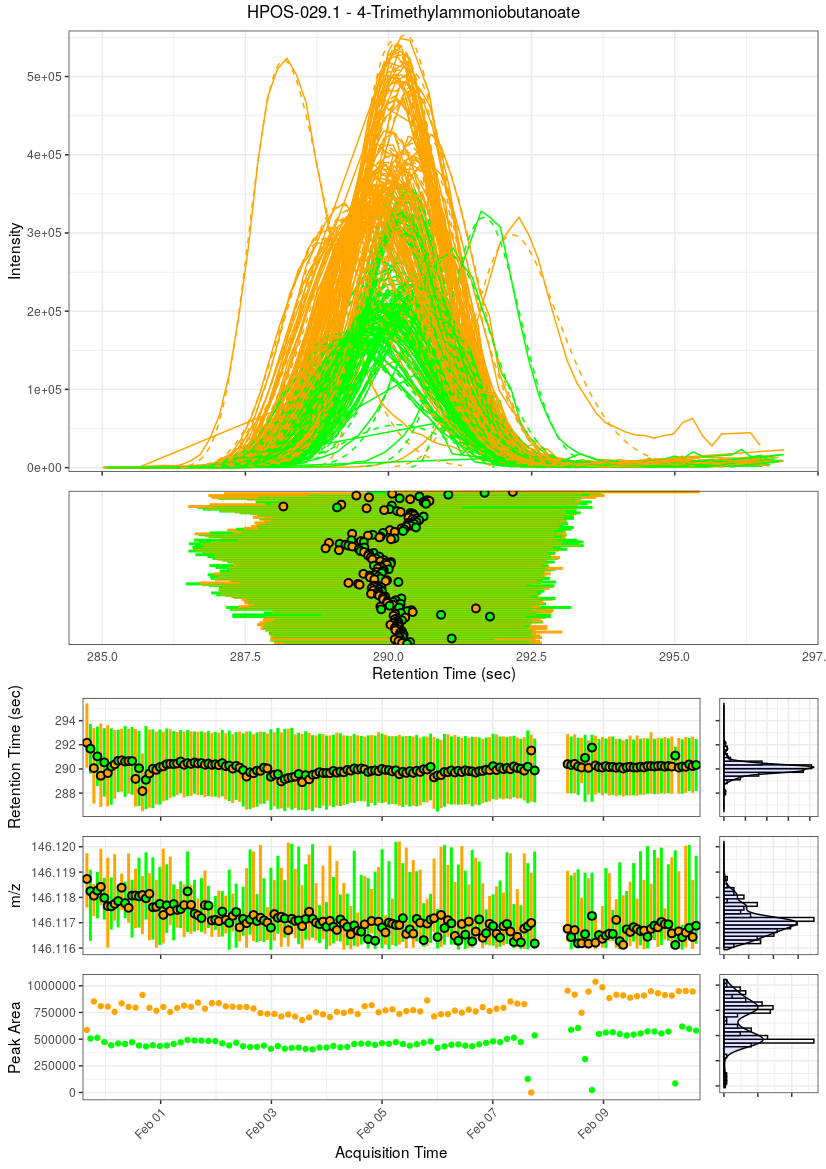 HPOS-029.1 - 4-Trimethylammoniobutanoate
5e+05
4e+05
3e+05
2e+05
1e+05
0e+00
Intensity
285.0 287.5 290.0 292.5 295.0 297.
Retention Time (sec)
Retention Time (sec)
294
292
290
288
m/z
146.120
146.119
146.118
146.117
146.116
Peak Area
1000000
750000
500000
250000
0
Feb 01 Feb 03 Feb 05 Feb 07 Feb 09
Acquisition Time